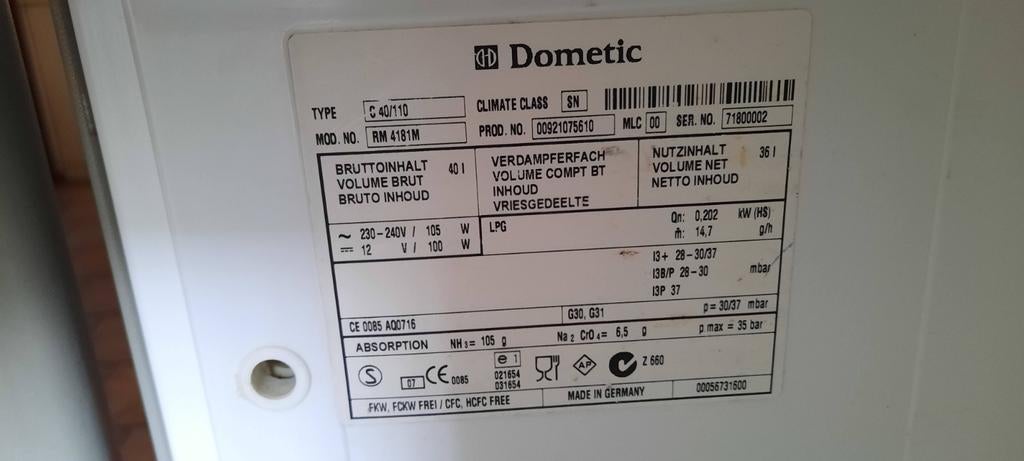 Dometic
TYPE C 40/110 CLIMATE CLASS SN
MOD. NO. RM 4181M PROD. NO. 00921075610 MLC 00 SER. NO. 71800002
BRUTTOINHALT 40 l
VOLUME BRUT
BRUTO INHOUD
VERDAMPFERFACH
VOLUME COMPT BT
INHOUD
VRIESGEDEELTE
NUTZINHALT 36 l
VOLUME NET
NETTO INHOUD
~ 230-240V / 105 W
⎓ 12 V / 100 W
LPG Qn: 0,202 kW (HS)
ṁ: 14,7 g/h
I3+ 28-30/37
I3B/P 28-30 mbar
I3P 37
CE 0085 AQ0716 G30, G31 p = 30/37 mbar
ABSORPTION NH3 = 105 g Na2 CrO4 = 6,5 g p max = 35 bar
S 07 CE 0085 e 1 AP Z 660
021654
031654
FKW, FCKW FREI / CFC, HCFC FREE MADE IN GERMANY 00056731600